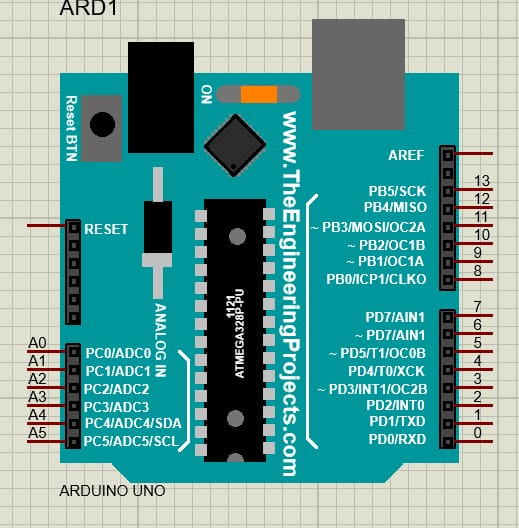 ARD1
Reset BTN
ON
www.TheEngineeringProjects.com
AREF
PB5/SCK 13
PB4/MISO 12
~ PB3/MOSI/OC2A 11
~ PB2/OC1B 10
~ PB1/OC1A 9
PB0/ICP1/CLKO 8
RESET
1121
ATMEGA328P-PU
ANALOG IN
PD7/AIN1 7
~ PD7/AIN1 6
~ PD5/T1/OC0B 5
PD4/T0/XCK 4
~ PD3/INT1/OC2B 3
PD2/INT0 2
PD1/TXD 1
PD0/RXD 0
A0 PC0/ADC0
A1 PC1/ADC1
A2 PC2/ADC2
A3 PC3/ADC3
A4 PC4/ADC4/SDA
A5 PC5/ADC5/SCL
ARDUINO UNO